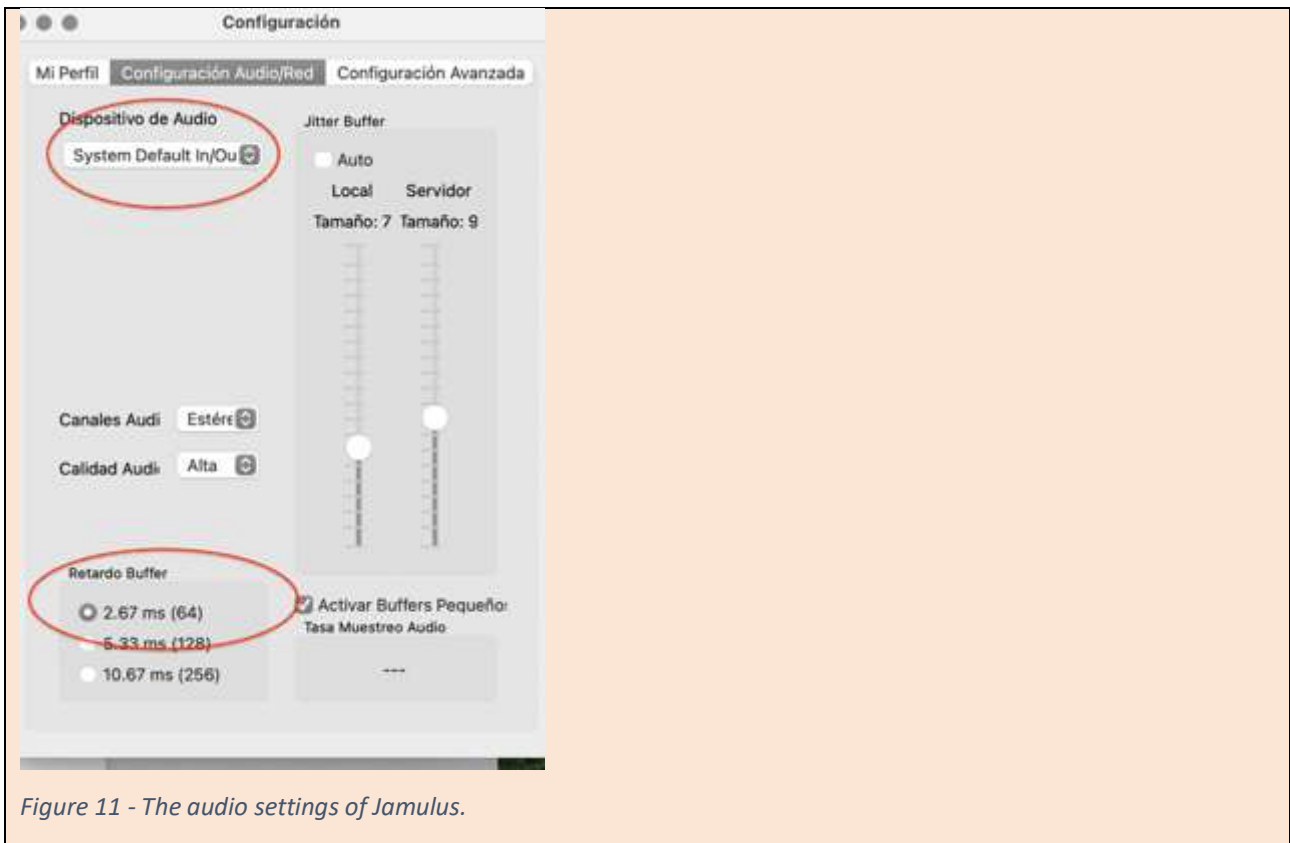 Configuración
Mi Perfil Configuración Audio/Red Configuración Avanzada
Dispositivo de Audio
System Default In/Ou
Jitter Buffer
Auto
Local Servidor
Tamaño: 7 Tamaño: 9
Canales Audi Estére
Calidad Audi Alta
Retardo Buffer
2.67 ms (64)
5.33 ms (128)
10.67 ms (256)
Activar Buffers Pequeños
Tasa Muestreo Audio
---
Figure 11 - The audio settings of Jamulus.